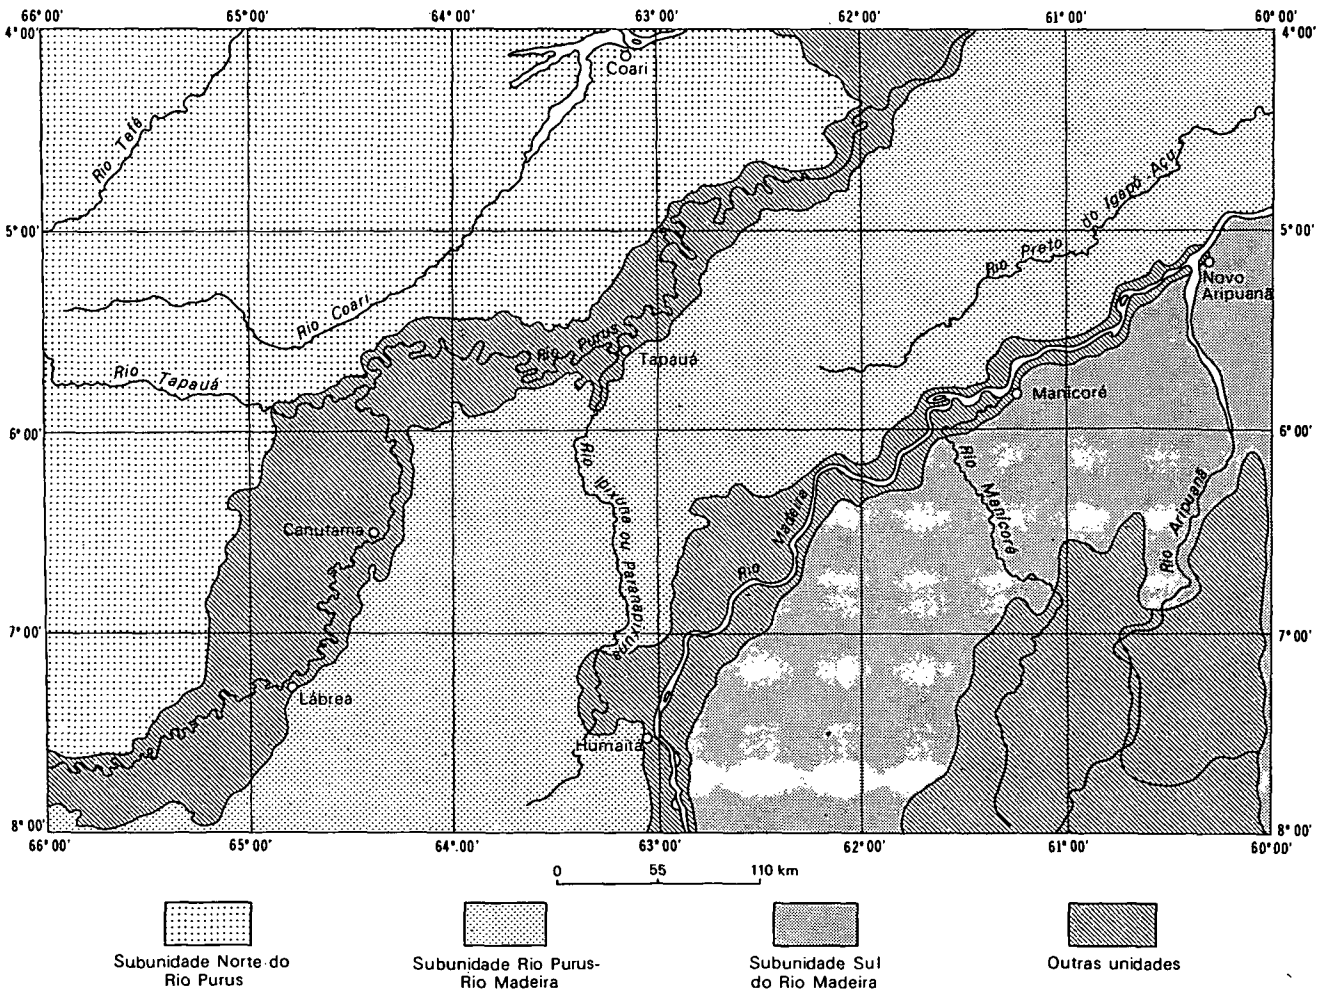 66°00' 65°00' 64°00' 63°00' 62°00' 61°00' 60°00'
4°00' 4°00'
Coari
Rio Tefé
Rio Preto do Igapó-Açu
5°00' 5°00'
Novo
Aripuanã
Rio Coari
Rio Purus
Tapauá
Rio Tapauá
Manicoré
6°00' 6°00'
Rio Ipixuna ou Paranapixuna
Rio Manicoré
Rio Aripuanã
Canutama
Rio Madeira
7°00' 7°00'
Lábrea
Humaitá
8°00' 8°00'
66°00' 65°00' 64°00' 63°00' 62°00' 61°00' 60°00'
0 55 110 km
Subunidade Norte do
Rio Purus
Subunidade Rio Purus-
Rio Madeira
Subunidade Sul
do Rio Madeira
Outras unidades